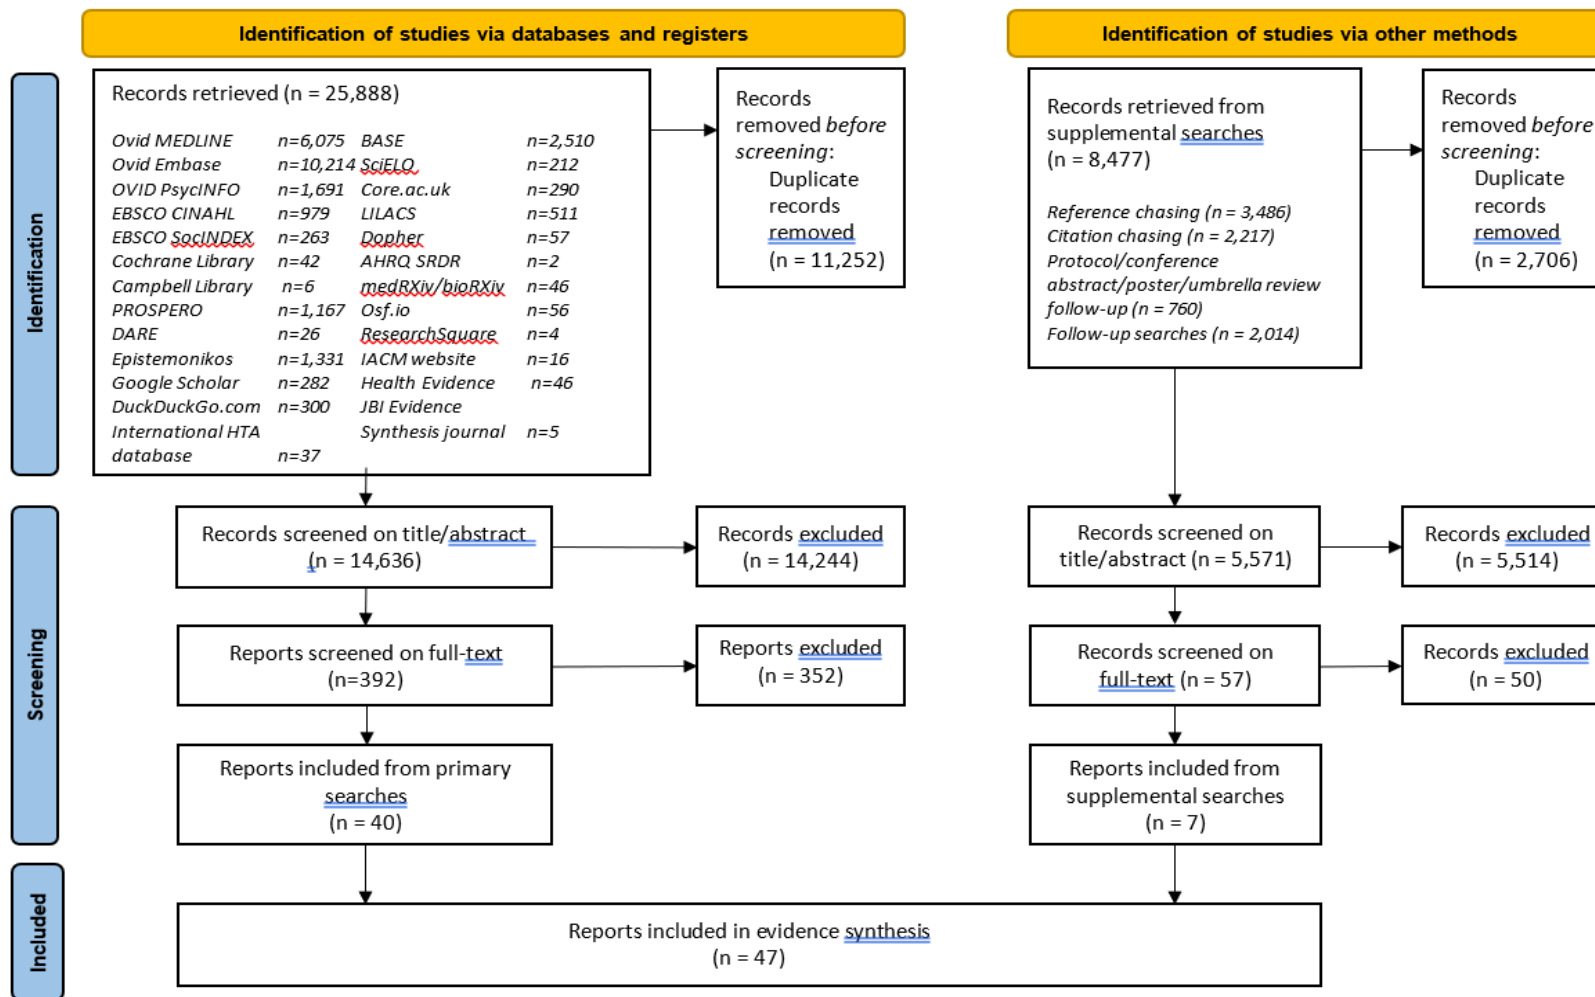 Identification of studies via databases and registers
Identification of studies via other methods
Identification
Records retrieved (n = 25,888)
Ovid MEDLINE n=6,075 BASE n=2,510
Ovid Embase n=10,214 SciELO n=212
OVID PsycINFO n=1,691 Core.ac.uk n=290
EBSCO CINAHL n=979 LILACS n=511
EBSCO SocINDEX n=263 Dopher n=57
Cochrane Library n=42 AHRQ SRDR n=2
Campbell Library n=6 medRXiv/bioRXiv n=46
PROSPERO n=1,167 Osf.io n=56
DARE n=26 ResearchSquare n=4
Epistemonikos n=1,331 IACM website n=16
Google Scholar n=282 Health Evidence n=46
DuckDuckGo.com n=300 JBI Evidence
International HTA Synthesis journal n=5
database n=37
Records
removed before
screening:
Duplicate
records
removed
(n = 11,252)
Records retrieved from
supplemental searches
(n = 8,477)
Reference chasing (n = 3,486)
Citation chasing (n = 2,217)
Protocol/conference
abstract/poster/umbrella review
follow-up (n = 760)
Follow-up searches (n = 2,014)
Records
removed before
screening:
Duplicate
records
removed
(n = 2,706)
Screening
Records screened on title/abstract
(n = 14,636)
Records excluded
(n = 14,244)
Records screened on
title/abstract (n = 5,571)
Records excluded
(n = 5,514)
Reports screened on full-text
(n=392)
Reports excluded
(n = 352)
Records screened on
full-text (n = 57)
Records excluded
(n = 50)
Reports included from primary
searches
(n = 40)
Reports included from
supplemental searches
(n = 7)
Included
Reports included in evidence synthesis
(n = 47)